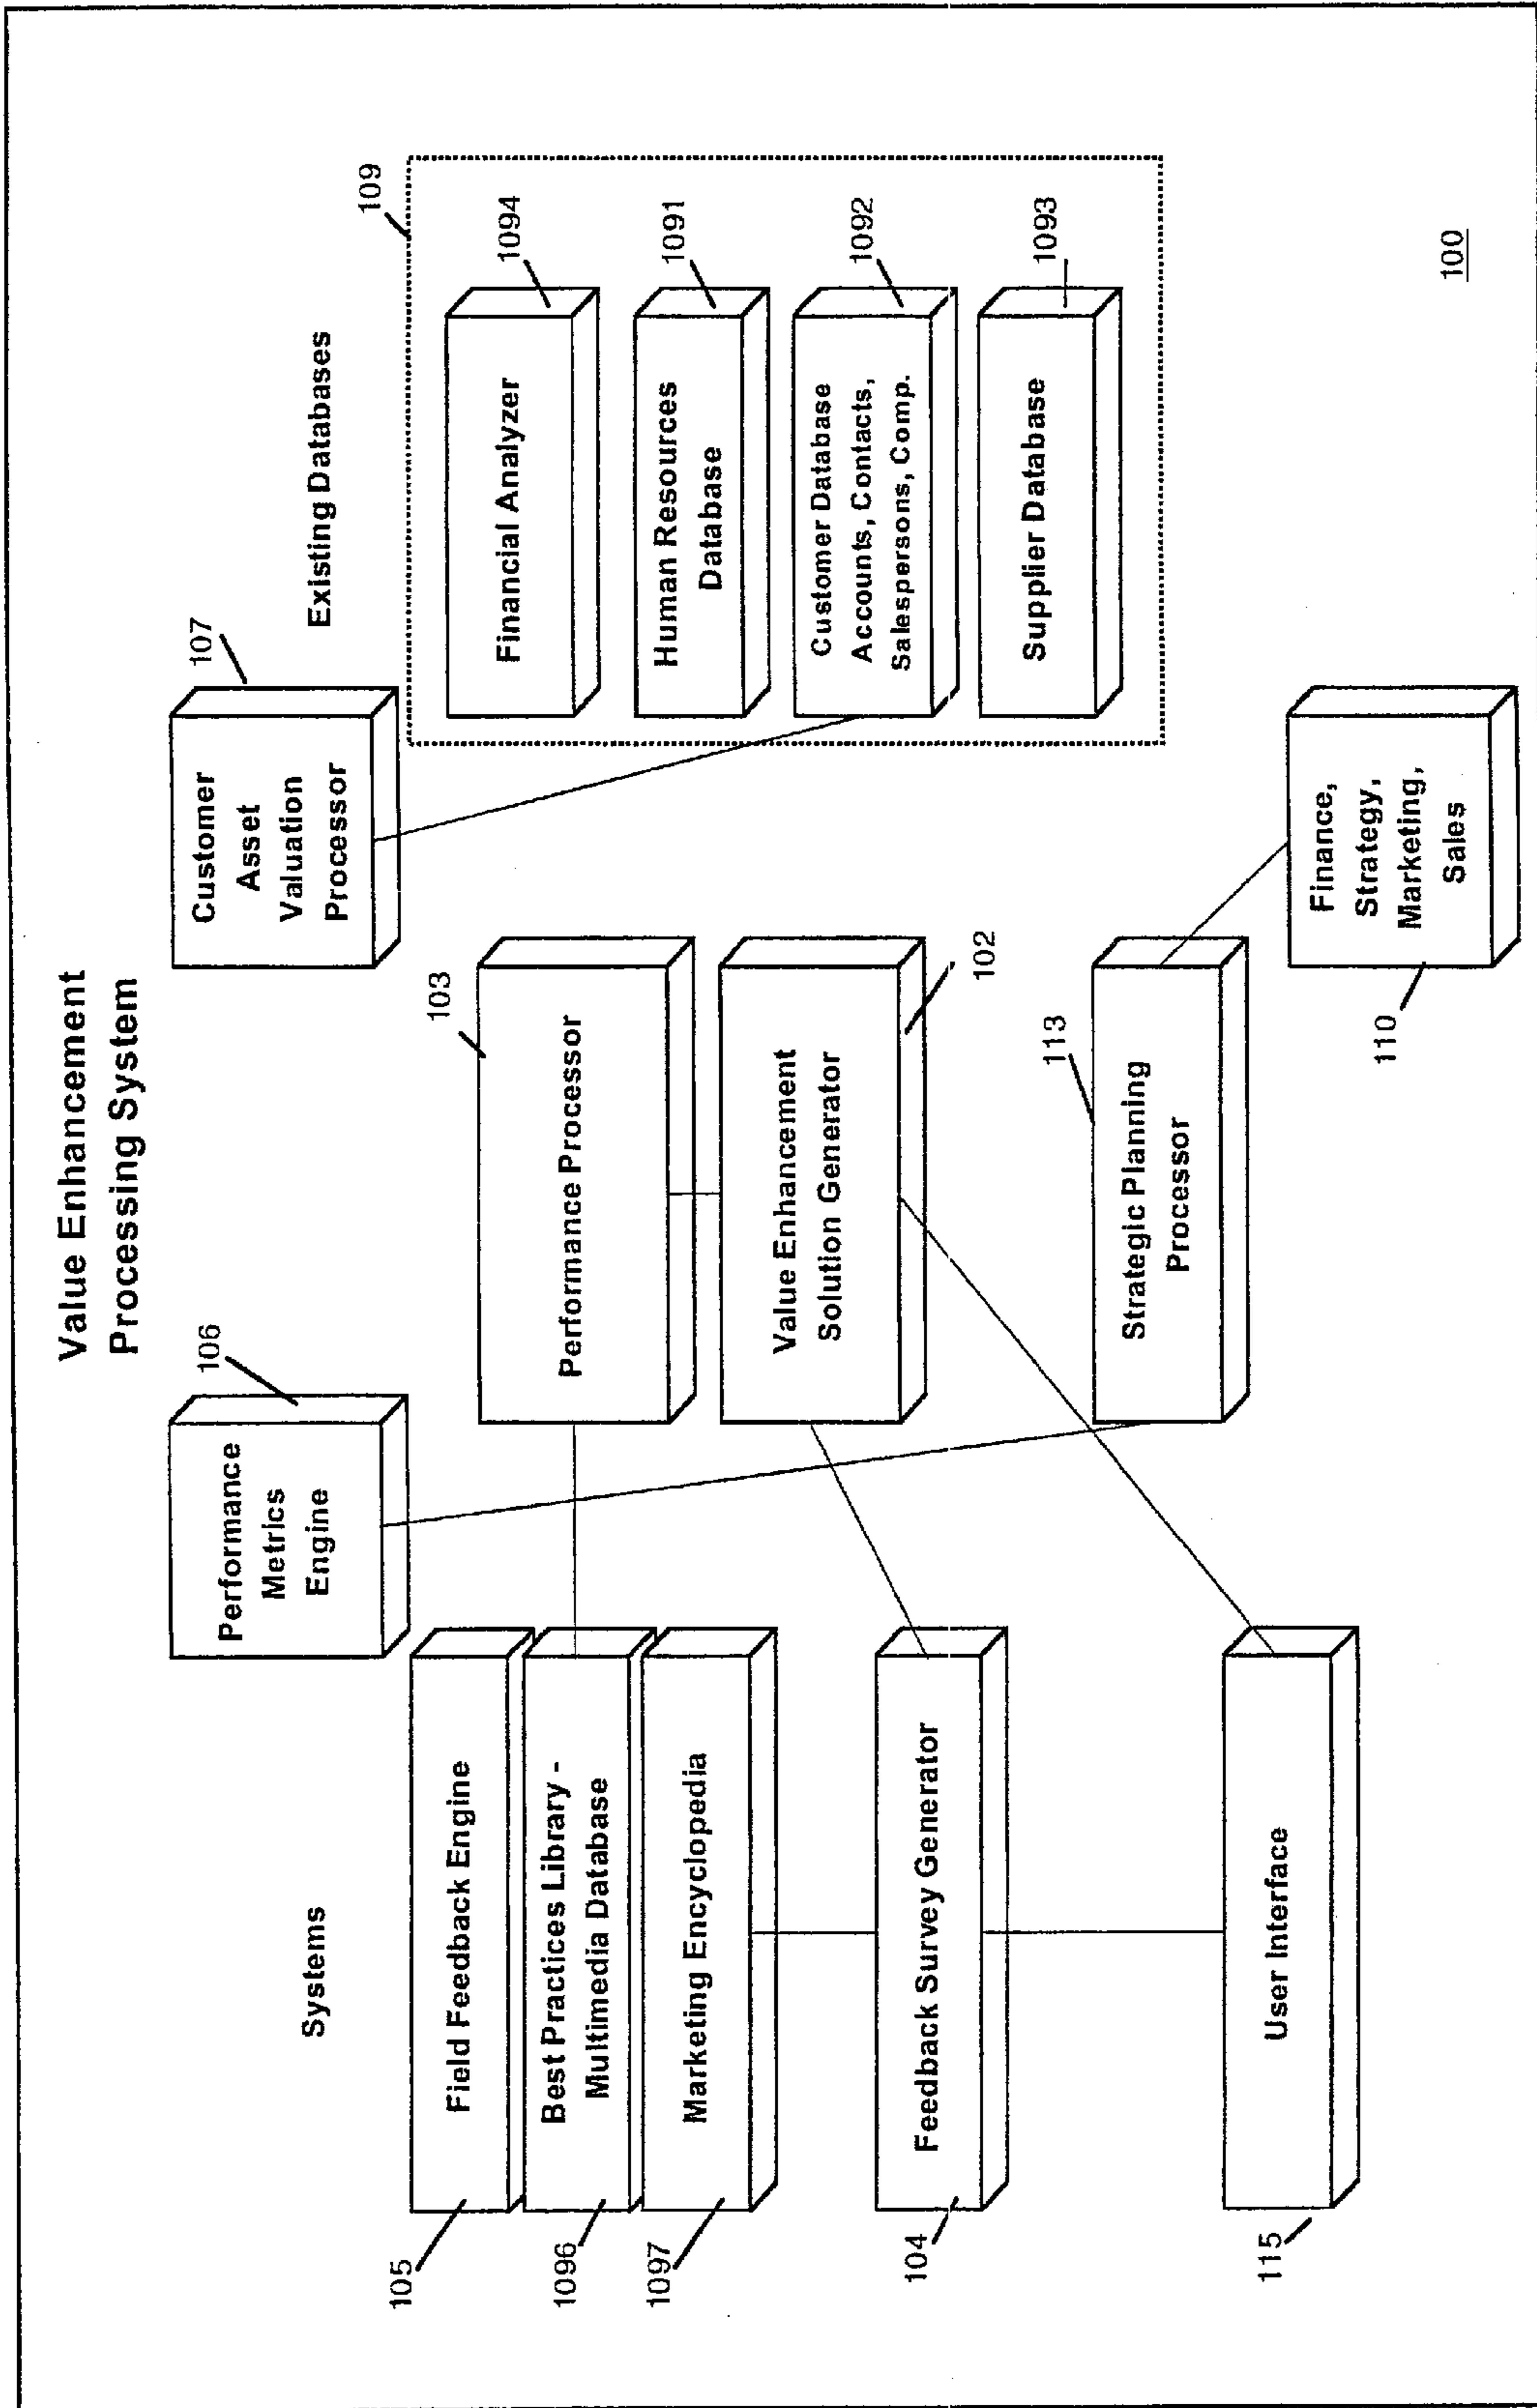 Value Enhancement
Processing System
Systems
Existing Databases
106
Performance
Metrics
Engine
107
Customer
Asset
Valuation
Processor
109
105
Field Feedback Engine
1096
Best Practices Library -
Multimedia Database
1097
Marketing Encyclopedia
104
Feedback Survey Generator
115
User Interface
103
Performance Processor
Value Enhancement
Solution Generator
102
113
Strategic Planning
Processor
110
Finance,
Strategy,
Marketing,
Sales
Financial Analyzer
1094
Human Resources
Database
1091
Customer Database
Accounts, Contacts,
Salespersons, Comp.
1092
Supplier Database
1093
100